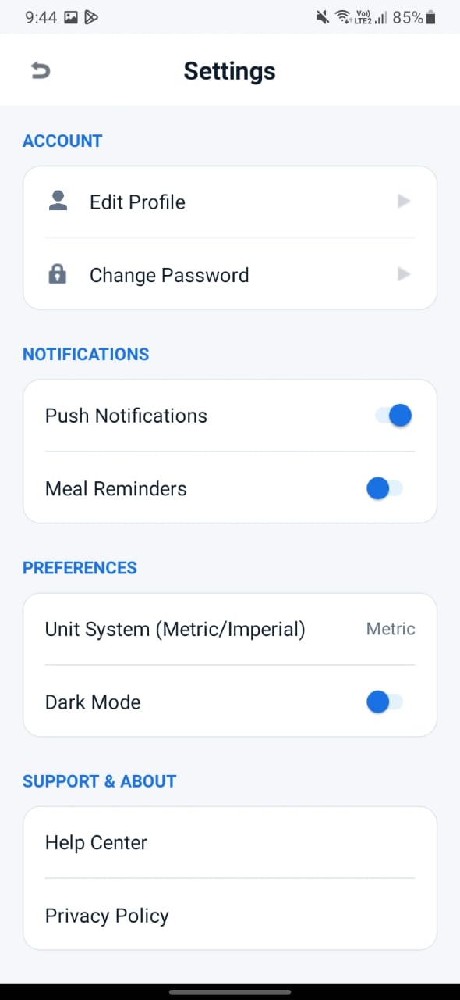 9:44
Vo)) LTE2 85%
Settings
ACCOUNT
Edit Profile
Change Password
NOTIFICATIONS
Push Notifications
Meal Reminders
PREFERENCES
Unit System (Metric/Imperial) Metric
Dark Mode
SUPPORT & ABOUT
Help Center
Privacy Policy